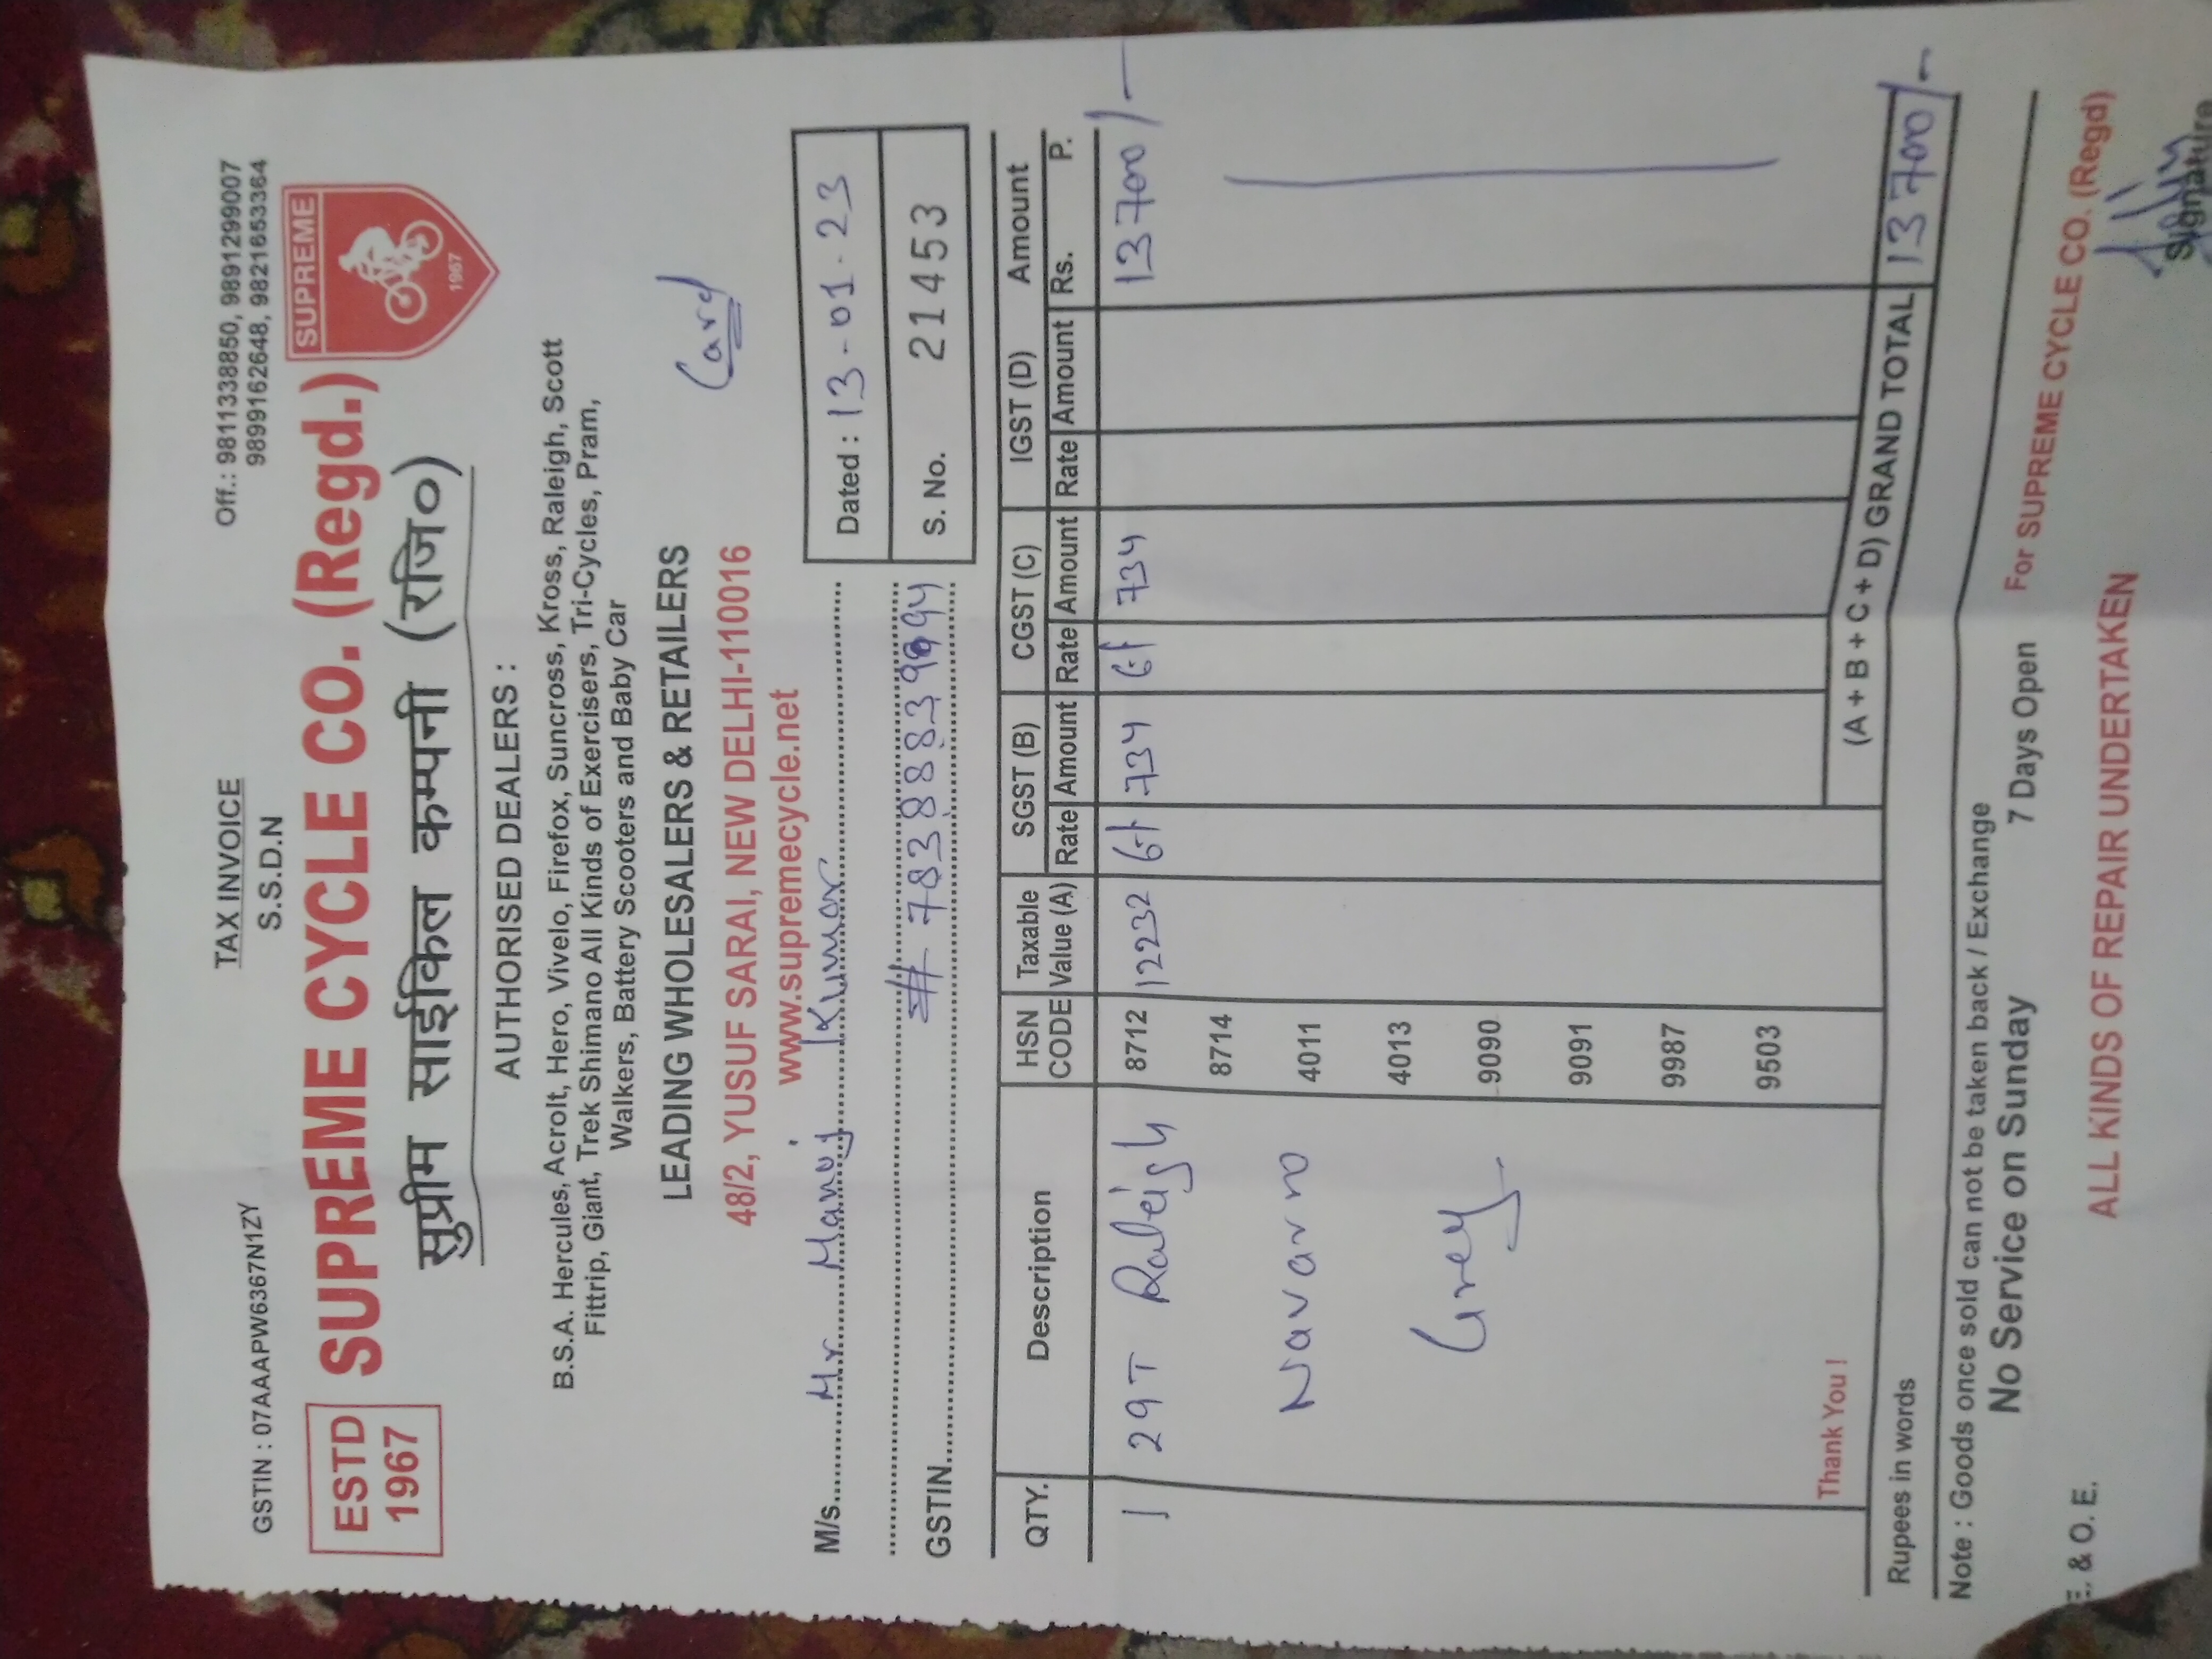 TAX INVOICE
S.S.D.N
GSTIN : 07AAAPW6367N1ZY
Off.: 9811338850, 9891299007
9899162648, 9821653364
ESTD
1967
SUPREME CYCLE CO. (Regd.)
सुप्रीम साईकिल कम्पनी (रजि०)
SUPREME
1967
AUTHORISED DEALERS :
B.S.A. Hercules, Acrolt, Hero, Vivelo, Firefox, Suncross, Kross, Raleigh, Scott
Fittrip, Giant, Trek Shimano All Kinds of Exercisers, Tri-Cycles, Pram,
Walkers, Battery Scooters and Baby Car
LEADING WHOLESALERS & RETAILERS
Card
48/2, YUSUF SARAI, NEW DELHI-110016
www.supremecycle.net
M/s. Mr Manoj Kumar
Dated : 13-01-23
# 7838883994
GSTIN
S. No. 21453
QTY. Description HSN CODE Taxable Value (A) SGST (B) CGST (C) IGST (D) Amount
Rate Amount Rate Amount Rate Amount Rs. P.
1 29T Raleigh 8712 12232 6% 734 6% 734 13700/-
8714
Navarro 4011
4013
Grey 9090
9091
9987
9503
Thank You !
(A + B + C + D) GRAND TOTAL 13700/-
Rupees in words
Note : Goods once sold can not be taken back / Exchange
No Service on Sunday 7 Days Open For SUPREME CYCLE CO. (Regd)
E. & O. E.
ALL KINDS OF REPAIR UNDERTAKEN
Signature